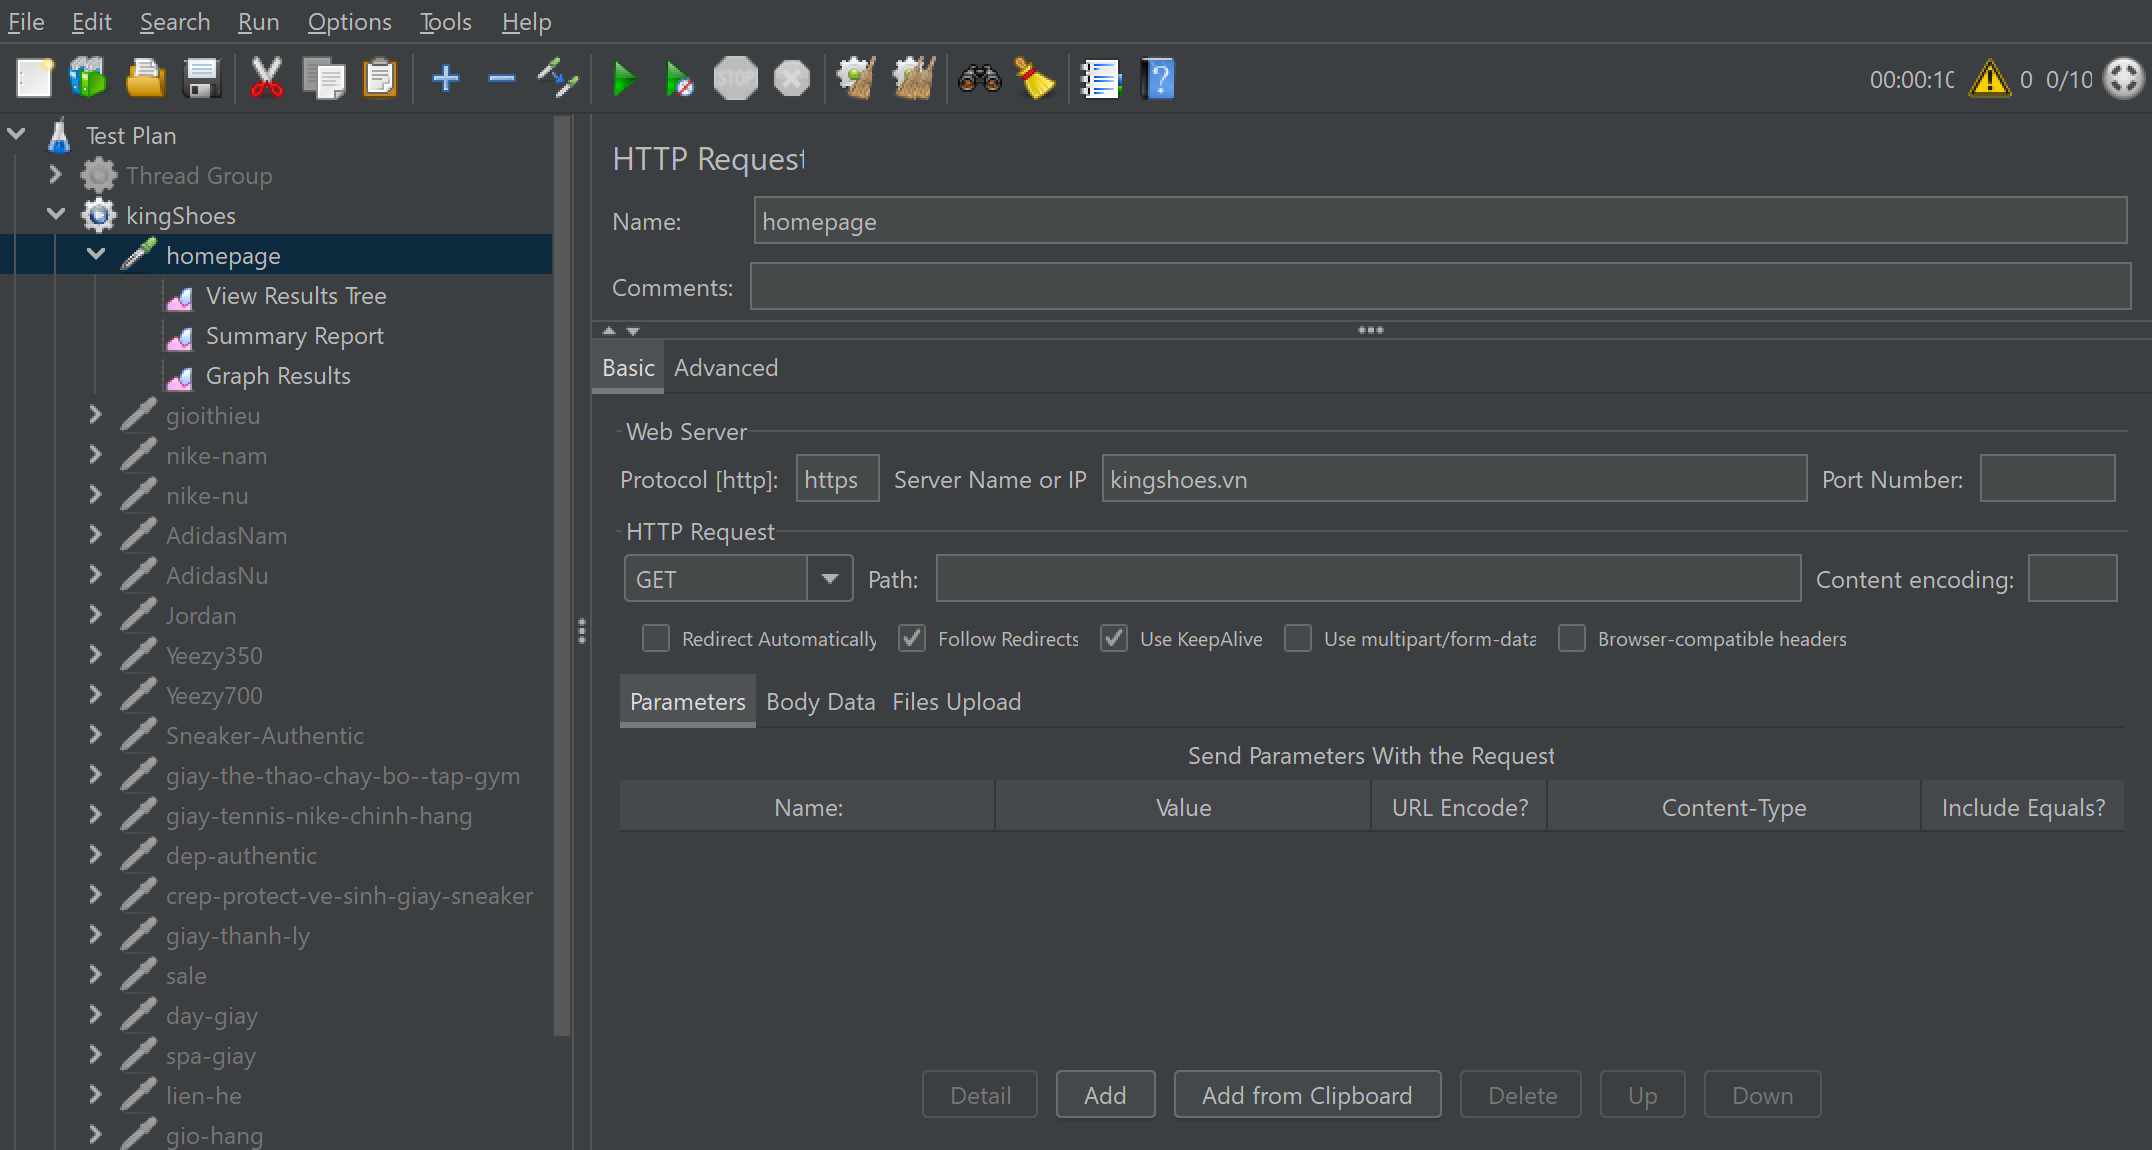 File Edit Search Run Options Tools Help
STOP
00:00:10 0 0/10
Test Plan
Thread Group
kingShoes
homepage
View Results Tree
Summary Report
Graph Results
gioithieu
nike-nam
nike-nu
AdidasNam
AdidasNu
Jordan
Yeezy350
Yeezy700
Sneaker-Authentic
giay-the-thao-chay-bo--tap-gym
giay-tennis-nike-chinh-hang
dep-authentic
crep-protect-ve-sinh-giay-sneaker
giay-thanh-ly
sale
day-giay
spa-giay
lien-he
gio-hang
HTTP Request
Name: homepage
Comments:
Basic Advanced
Web Server
Protocol [http]: https Server Name or IP kingshoes.vn Port Number:
HTTP Request
GET Path: Content encoding:
Redirect Automatically Follow Redirects Use KeepAlive Use multipart/form-data Browser-compatible headers
Parameters Body Data Files Upload
Send Parameters With the Request
Name: Value URL Encode? Content-Type Include Equals?
Detail Add Add from Clipboard Delete Up Down